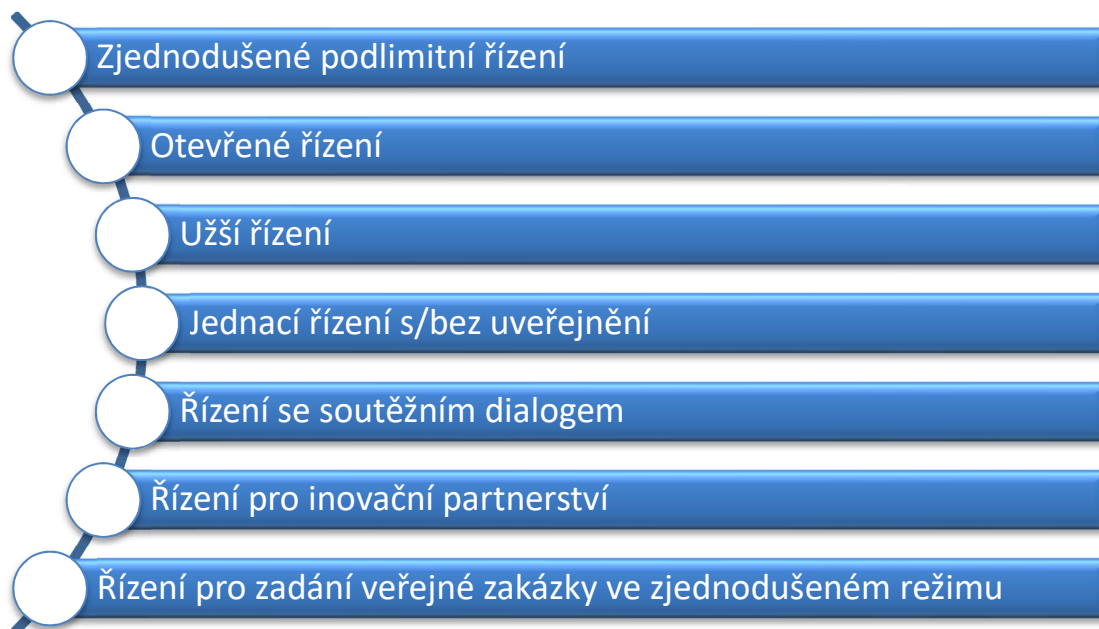 Zjednodušené podlimitní řízení
Otevřené řízení
Užší řízení
Jednací řízení s/bez uveřejnění
Řízení se soutěžním dialogem
Řízení pro inovační partnerství
Řízení pro zadání veřejné zakázky ve zjednodušeném režimu